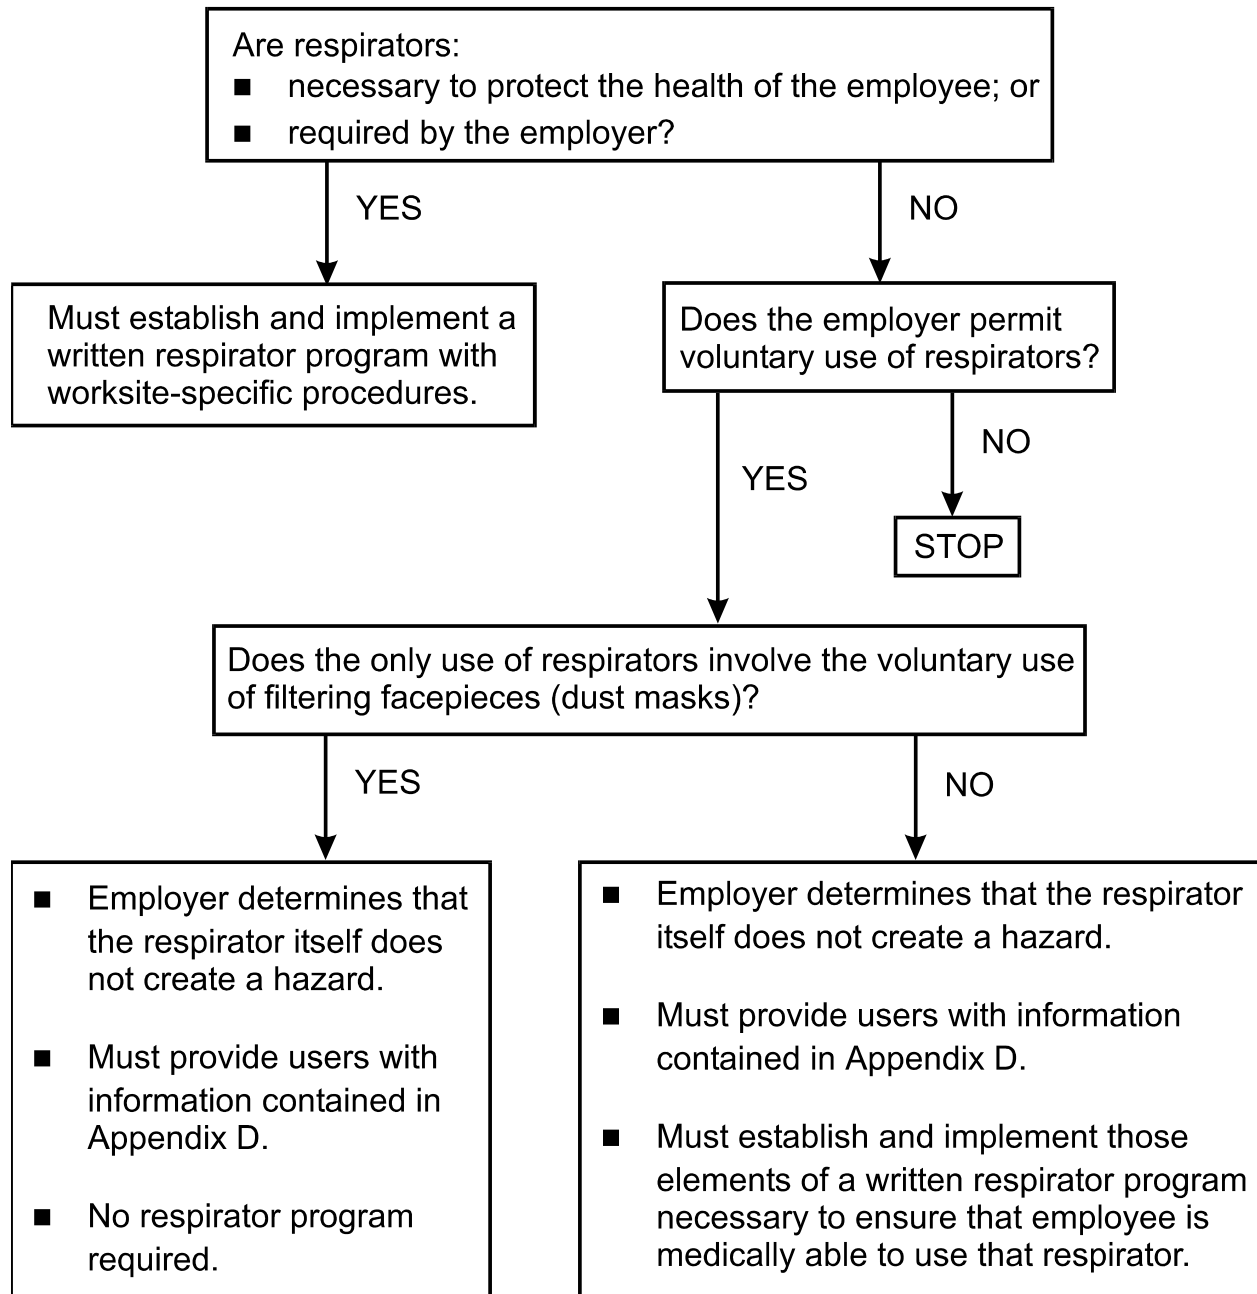 Are respirators:
■ necessary to protect the health of the employee; or
■ required by the employer?
YES
NO
Must establish and implement a
written respirator program with
worksite-specific procedures.
Does the employer permit
voluntary use of respirators?
YES
NO
STOP
Does the only use of respirators involve the voluntary use
of filtering facepieces (dust masks)?
YES
NO
■ Employer determines that
the respirator itself does
not create a hazard.
■ Must provide users with
information contained in
Appendix D.
■ No respirator program
required.
■ Employer determines that the respirator
itself does not create a hazard.
■ Must provide users with information
contained in Appendix D.
■ Must establish and implement those
elements of a written respirator program
necessary to ensure that employee is
medically able to use that respirator.